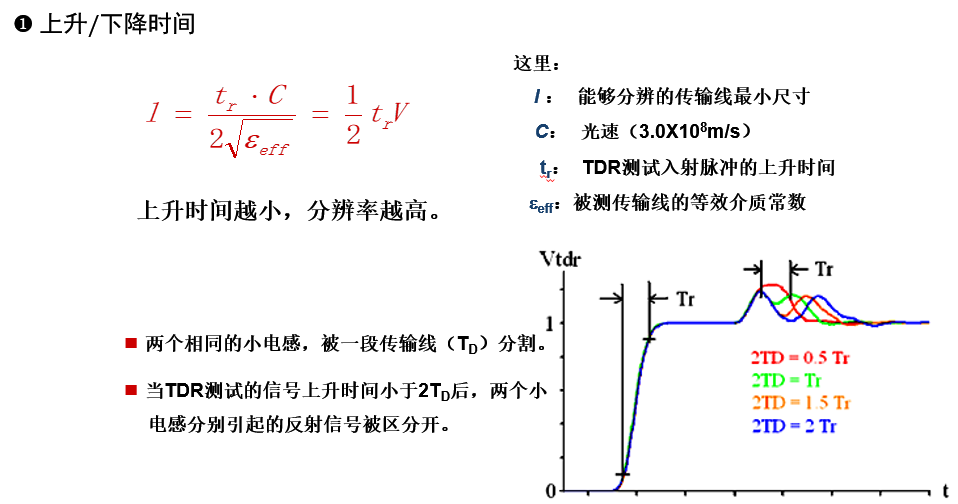 ❶ 上升/下降时间
l = t_r · C / 2√ε_eff = 1/2 t_rV
上升时间越小，分辨率越高。
这里：
l： 能够分辨的传输线最小尺寸
C： 光速（3.0X10⁸m/s）
tr： TDR测试入射脉冲的上升时间
εeff：被测传输线的等效介质常数
■ 两个相同的小电感，被一段传输线（TD）分割。
■ 当TDR测试的信号上升时间小于2TD后，两个小
电感分别引起的反射信号被区分开。
Vtdr
Tr
Tr
1
2TD = 0.5 Tr
2TD = Tr
2TD = 1.5 Tr
2TD = 2 Tr
0
t